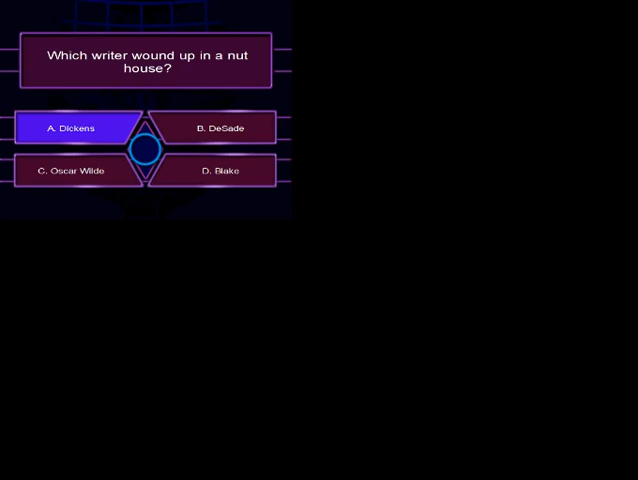 Which writer wound up in a nut
house?
A. Dickens
B. DeSade
C. Oscar Wilde
D. Blake